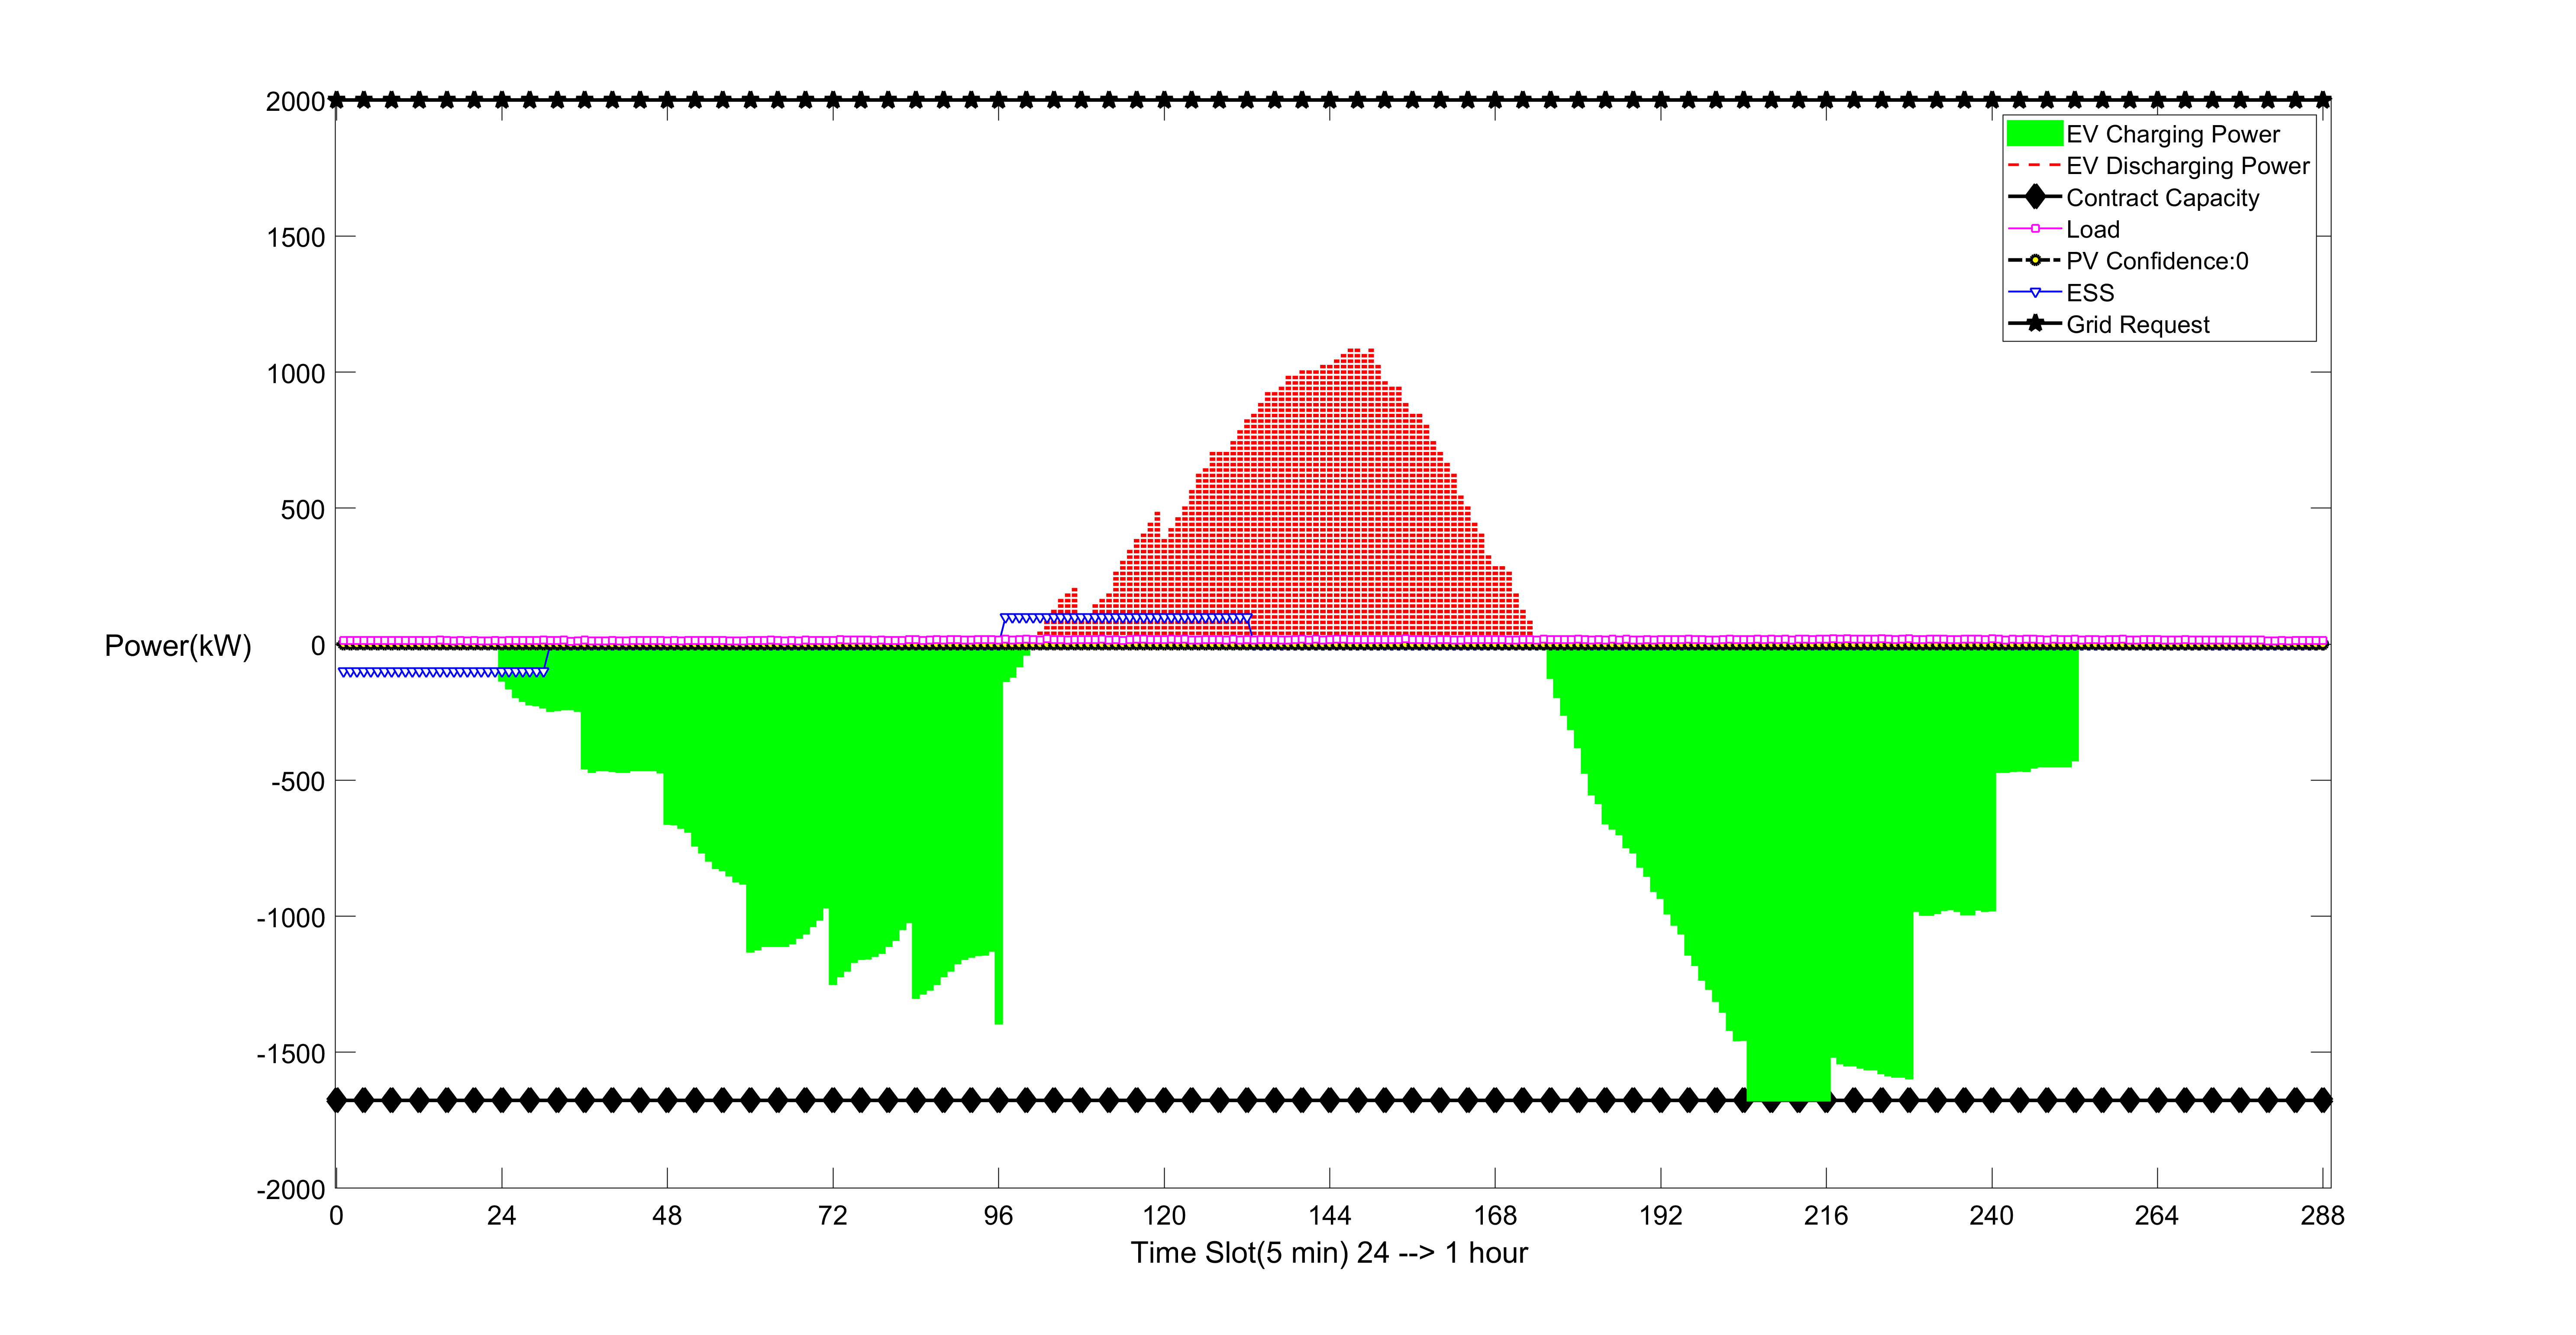 2000
1500
1000
500
0
-500
-1000
-1500
-2000
Power(kW)
EV Charging Power
EV Discharging Power
Contract Capacity
Load
PV Confidence:0
ESS
Grid Request
0 24 48 72 96 120 144 168 192 216 240 264 288
Time Slot(5 min) 24 --> 1 hour